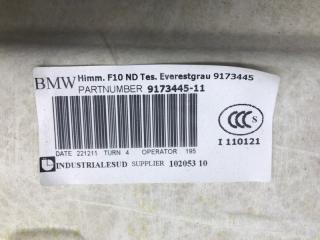 BMW Himm. F10 ND Tes. Everestgrau 9173445
PARTNUMBER 9173445-11
CCC S
I 110121
DATE 221211 TURN 4 OPERATOR 195
INDUSTRIALESUD SUPPLIER 102053 10